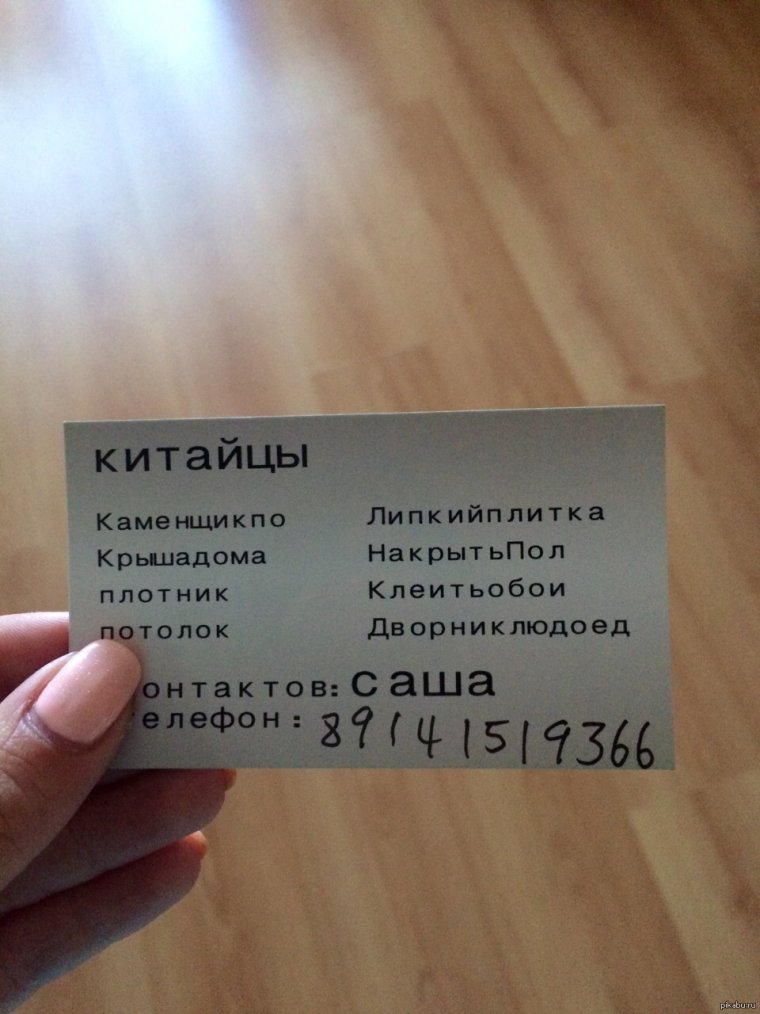 китайцы
Каменщикпо Липкийплитка
Крышадома НакрытьПол
плотник Клеитьобои
потолок Дворниклюдоед
онтактов: саша
елефон: 89141519366
pikabu.ru